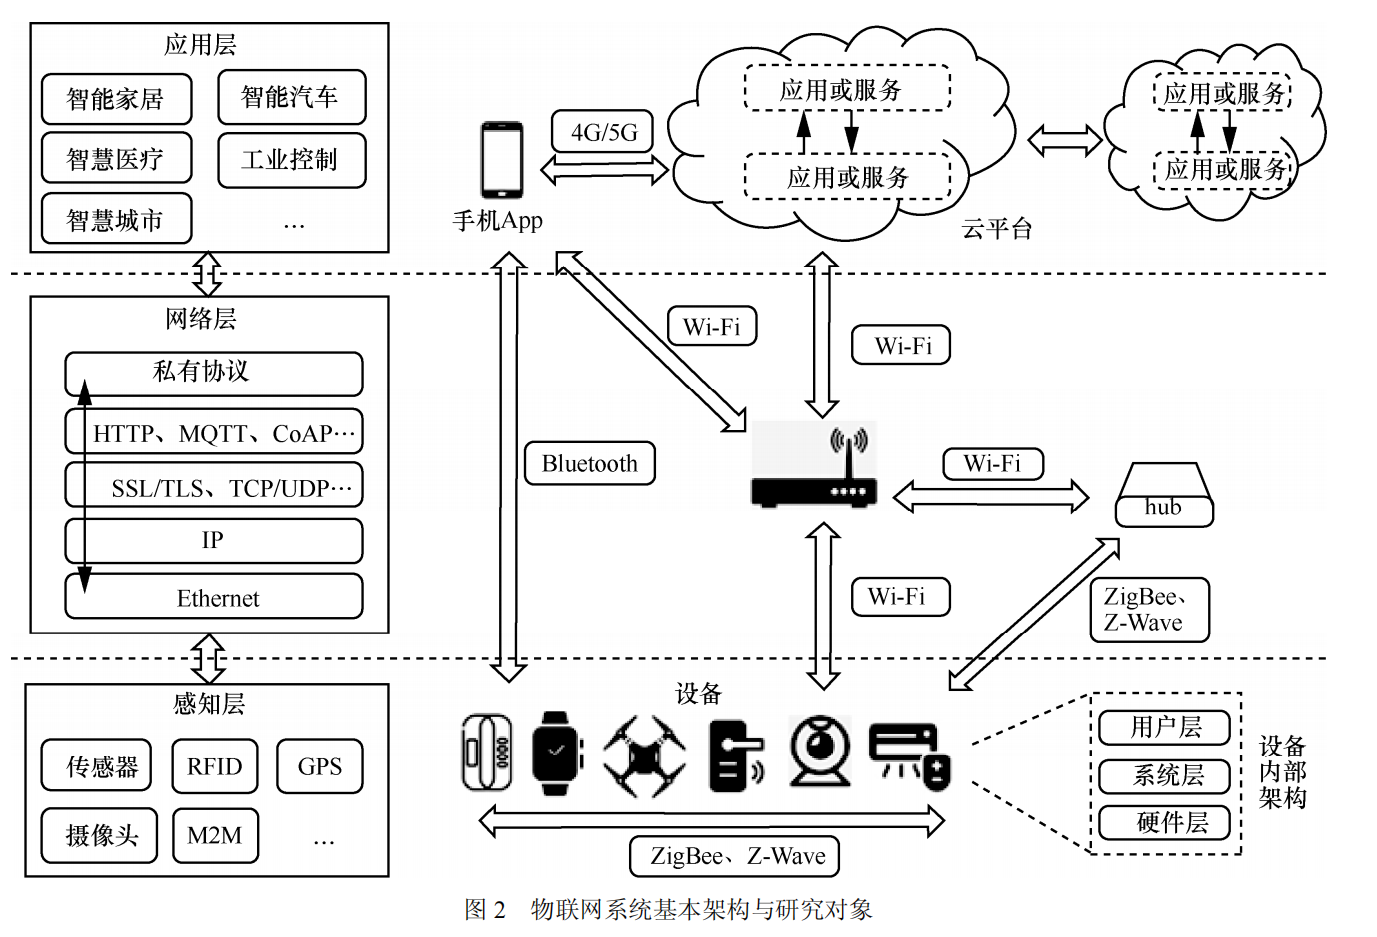 应用层
智能家居
智能汽车
智慧医疗
工业控制
智慧城市
…
手机App
4G/5G
应用或服务
应用或服务
云平台
应用或服务
应用或服务
网络层
私有协议
HTTP、MQTT、CoAP…
SSL/TLS、TCP/UDP…
IP
Ethernet
Wi-Fi
Wi-Fi
Bluetooth
Wi-Fi
hub
Wi-Fi
ZigBee、
Z-Wave
感知层
传感器
RFID
GPS
摄像头
M2M
…
设备
ZigBee、Z-Wave
用户层
系统层
硬件层
设备
内部
架构
图 2 物联网系统基本架构与研究对象